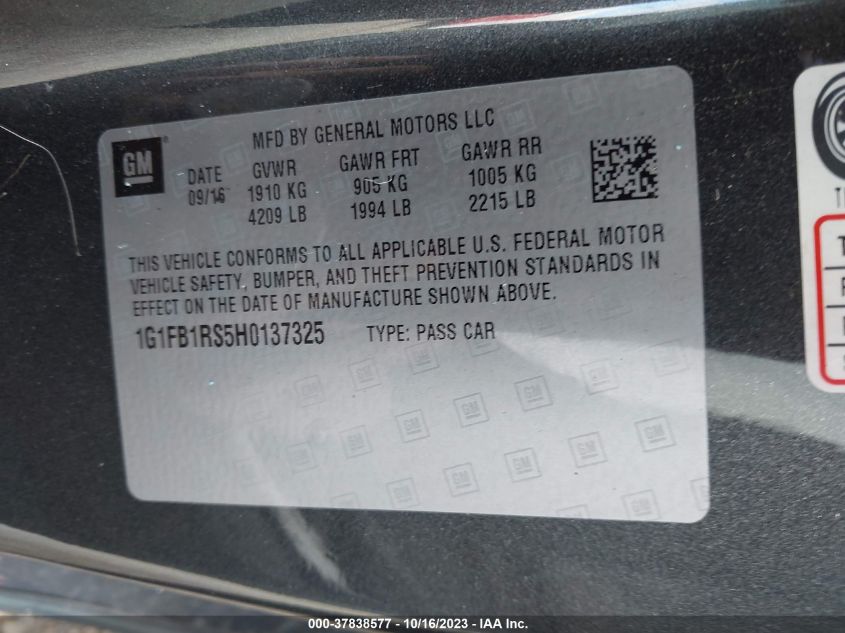 GM
MFD BY GENERAL MOTORS LLC
DATE GVWR GAWR FRT GAWR RR
09/16 1910 KG 905 KG 1005 KG
4209 LB 1994 LB 2215 LB
THIS VEHICLE CONFORMS TO ALL APPLICABLE U.S. FEDERAL MOTOR
VEHICLE SAFETY, BUMPER, AND THEFT PREVENTION STANDARDS IN
EFFECT ON THE DATE OF MANUFACTURE SHOWN ABOVE.
1G1FB1RS5H0137325 TYPE: PASS CAR
000-37838577 - 10/16/2023 - IAA Inc.